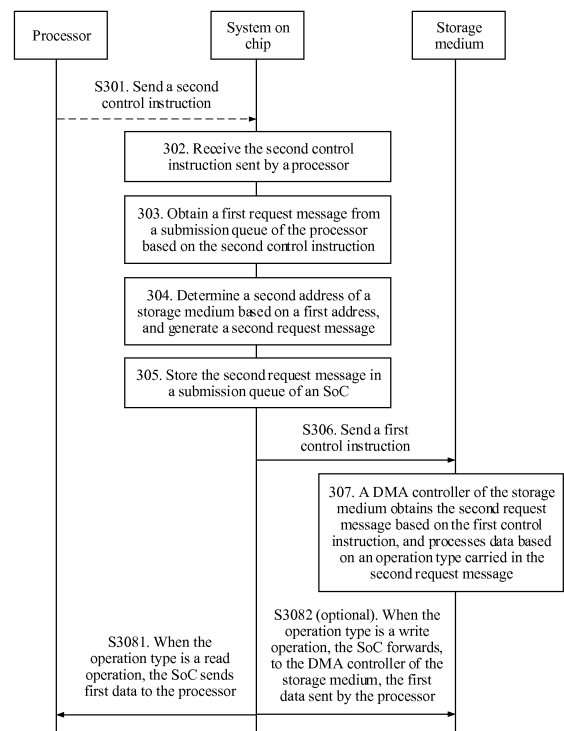 Processor
System on
chip
Storage
medium
S301. Send a second
control instruction
302. Receive the second control
instruction sent by a processor
303. Obtain a first request message from
a submission queue of the processor
based on the second control instruction
304. Determine a second address of a
storage medium based on a first address,
and generate a second request message
305. Store the second request message in
a submission queue of an SoC
S306. Send a first
control instruction
307. A DMA controller of the storage
medium obtains the second request
message based on the first control
instruction, and processes data based
on an operation type carried in the
second request message
S3081. When the
operation type is a read
operation, the SoC sends
first data to the processor
S3082 (optional). When the
operation type is a write
operation, the SoC forwards,
to the DMA controller of the
storage medium, the first
data sent by the processor